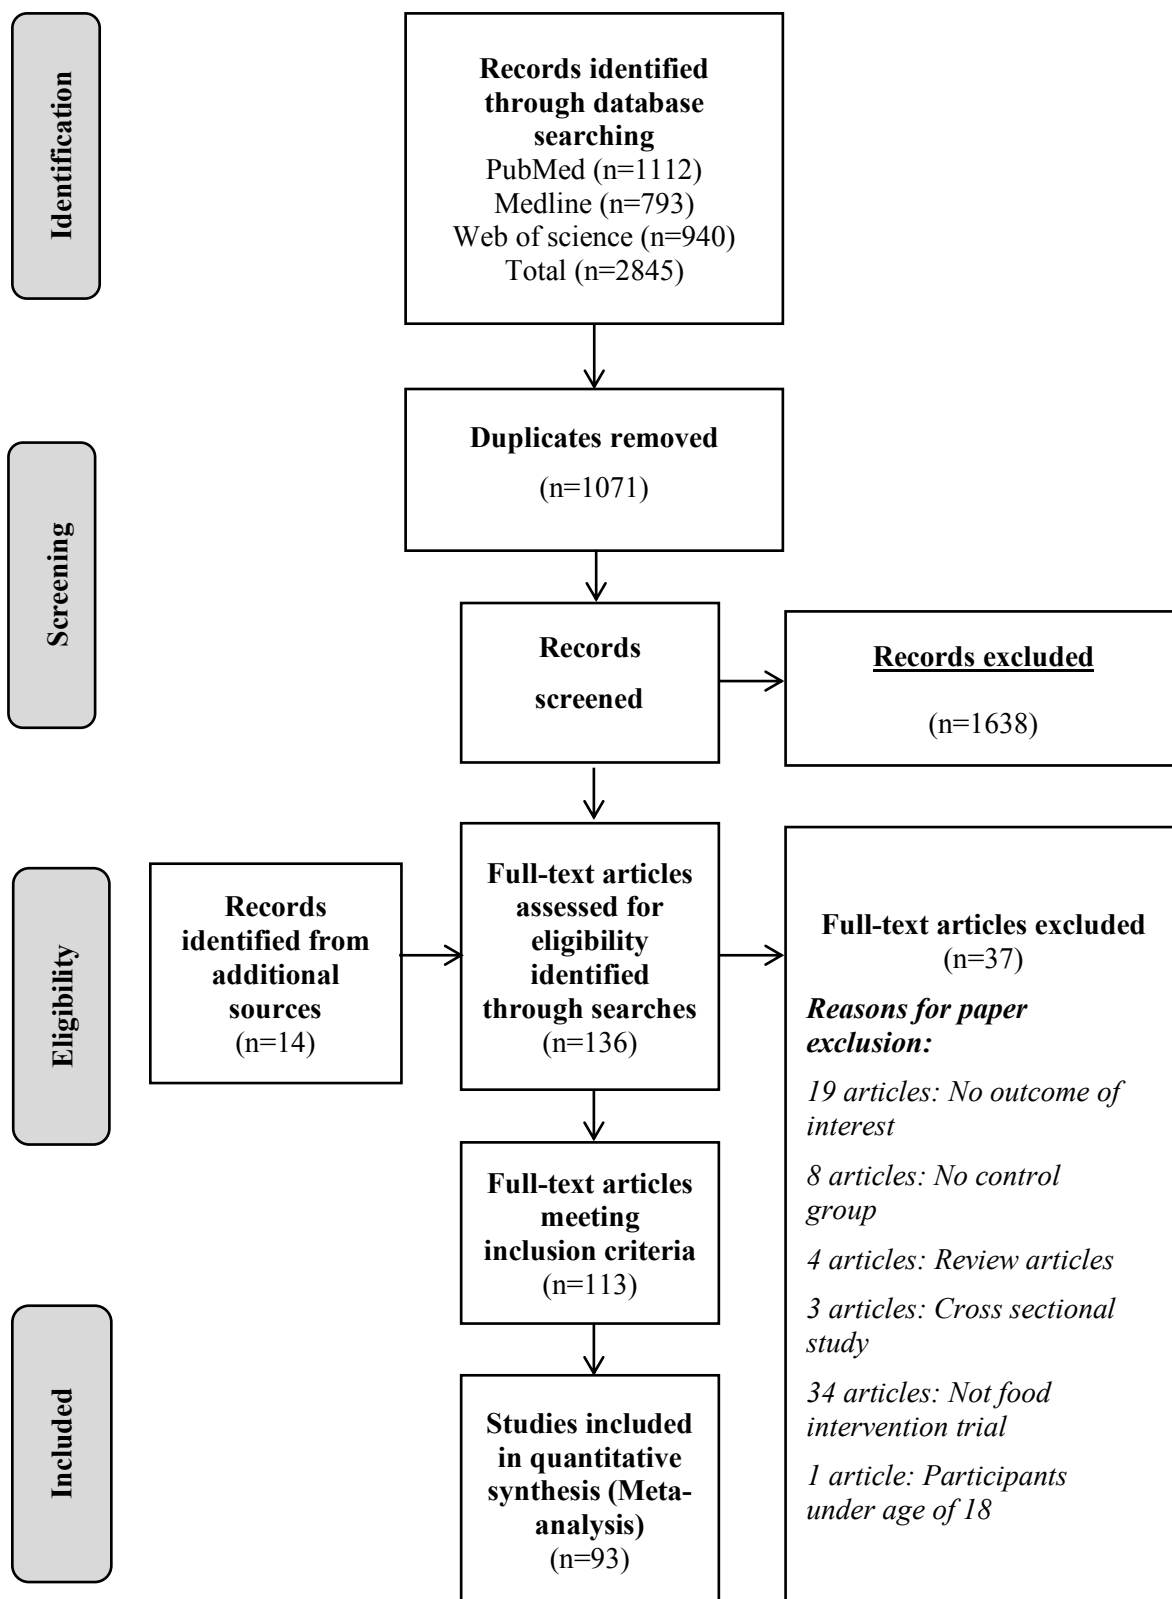 Identification
Records identified
through database
searching
PubMed (n=1112)
Medline (n=793)
Web of science (n=940)
Total (n=2845)
Screening
Duplicates removed
(n=1071)
Records
screened
Records excluded
(n=1638)
Eligibility
Records
identified from
additional
sources
(n=14)
Full-text articles
assessed for
eligibility
identified
through searches
(n=136)
Full-text articles excluded
(n=37)
Reasons for paper
exclusion:
19 articles: No outcome of
interest
8 articles: No control
group
4 articles: Review articles
3 articles: Cross sectional
study
34 articles: Not food
intervention trial
1 article: Participants
under age of 18
Full-text articles
meeting
inclusion criteria
(n=113)
Included
Studies included
in quantitative
synthesis (Meta-
analysis)
(n=93)